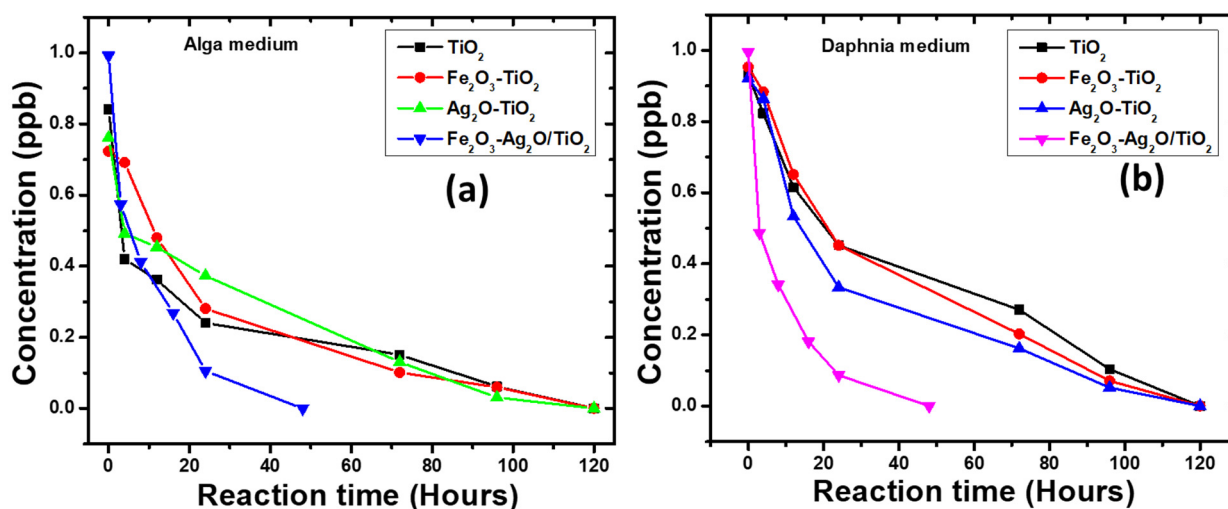 Alga medium
TiO₂
Fe₂O₃-TiO₂
Ag₂O-TiO₂
Fe₂O₃-Ag₂O/TiO₂
(a)
Concentration (ppb)
1.0
0.8
0.6
0.4
0.2
0.0
0 20 40 60 80 100 120
Reaction time (Hours)
Daphnia medium
TiO₂
Fe₂O₃-TiO₂
Ag₂O-TiO₂
Fe₂O₃-Ag₂O/TiO₂
(b)
Concentration (ppb)
1.0
0.8
0.6
0.4
0.2
0.0
0 20 40 60 80 100 120
Reaction time (Hours)